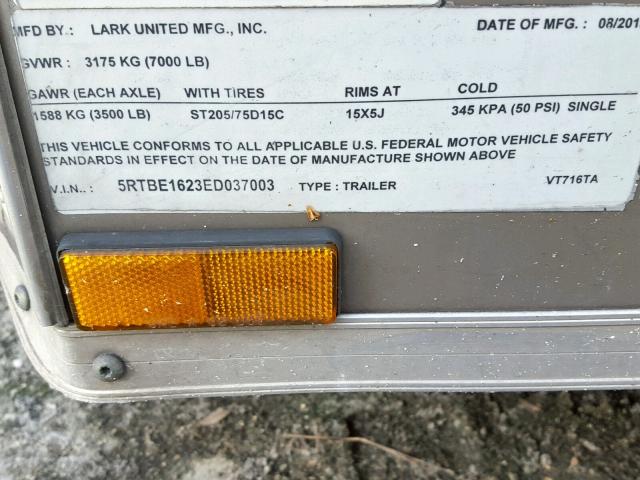 MFD BY.: LARK UNITED MFG., INC. DATE OF MFG. : 08/201
GVWR : 3175 KG (7000 LB)
GAWR (EACH AXLE) WITH TIRES RIMS AT COLD
1588 KG (3500 LB) ST205/75D15C 15X5J 345 KPA (50 PSI) SINGLE
THIS VEHICLE CONFORMS TO ALL APPLICABLE U.S. FEDERAL MOTOR VEHICLE SAFETY
STANDARDS IN EFFECT ON THE DATE OF MANUFACTURE SHOWN ABOVE
V.I.N.. : 5RTBE1623ED037003 TYPE : TRAILER VT716TA